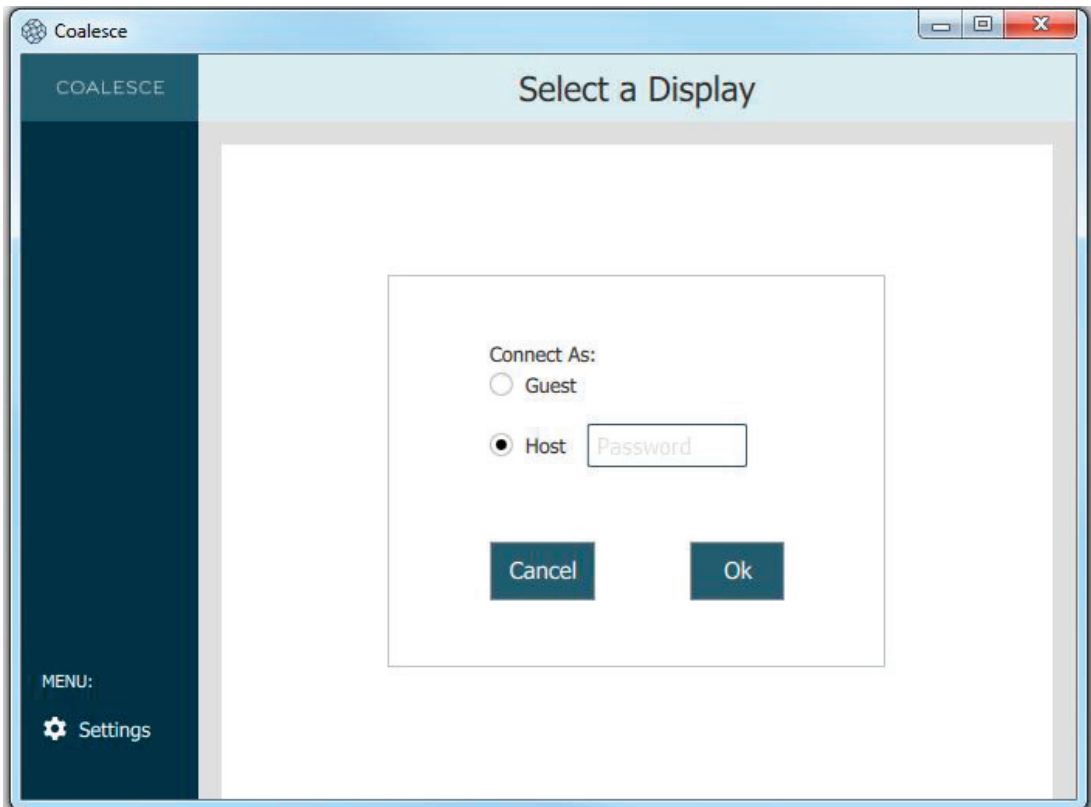 Coalesce
COALESCE
Select a Display
Connect As:
Guest
Host Password
Cancel Ok
MENU:
Settings